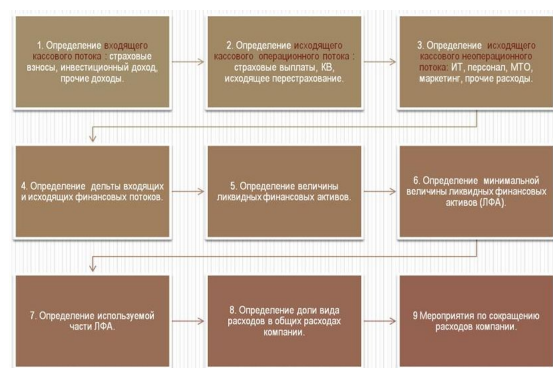 1. Определение входящего
кассового потока : страховые
взносы, инвестиционный доход,
прочие доходы.
2. Определение исходящего
кассового операционного потока :
страховые выплаты, КВ,
исходящее перестрахование.
3. Определение исходящего
кассового неоперационного
потока: ИТ, персонал, МТО,
маркетинг, прочие расходы.
4. Определение дельты входящих
и исходящих финансовых потоков.
5. Определение величины
ликвидных финансовых активов.
6. Определение минимальной
величины ликвидных финансовых
активов (ЛФА).
7. Определение используемой
части ЛФА.
8. Определение доли вида
расходов в общих расходах
компании.
9 Мероприятия по сокращению
расходов компании.